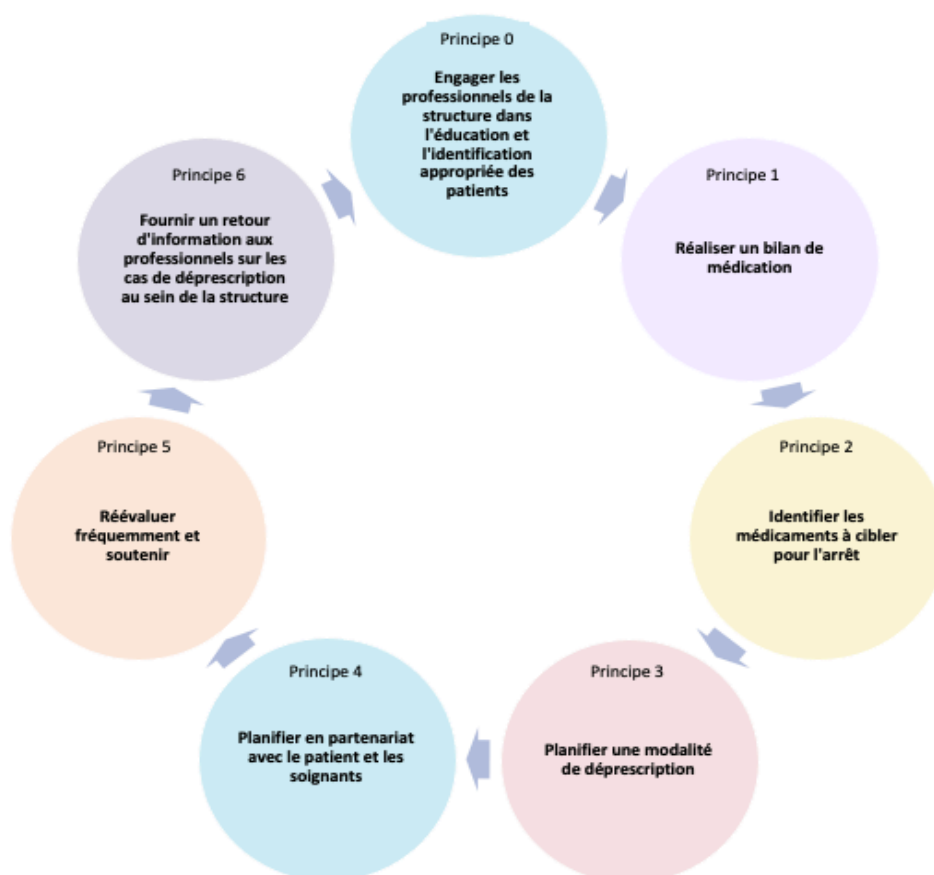 Principe 0
Engager les
professionnels de la
structure dans
l'éducation et
l'identification
appropriée des
patients
Principe 1
Réaliser un bilan de
médication
Principe 2
Identifier les
médicaments à cibler
pour l'arrêt
Principe 3
Planifier une modalité
de déprescription
Principe 4
Planifier en partenariat
avec le patient et les
soignants
Principe 5
Réévaluer
fréquemment et
soutenir
Principe 6
Fournir un retour
d'information aux
professionnels sur les
cas de déprescription
au sein de la structure